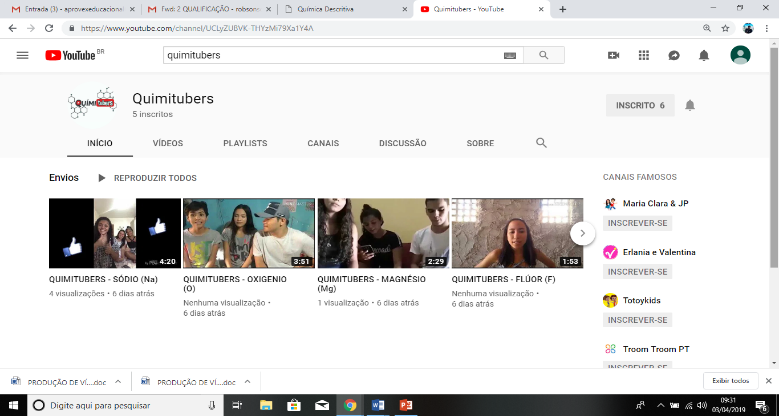 Entrada (3) - aprovexeducacional
Fwd: 2 QUALIFICAÇÃO - robsonv
Química Descritiva
Quimitubers - YouTube
https://www.youtube.com/channel/UCLyZUßVK-THYzMi79Xa1Y4A
YouTube BR
quimitubers
Quimitubers
5 inscritos
INSCRITO 6
INÍCIO VÍDEOS PLAYLISTS CANAIS DISCUSSÃO SOBRE
Envios REPRODUZIR TODOS
4:20
3:51
2:29
1:53
QUIMITUBERS - SÓDIO (Na)
4 visualizações • 6 dias atrás
QUIMITUBERS - OXIGENIO
(O)
Nenhuma visualização •
6 dias atrás
QUIMITUBERS - MAGNÉSIO
(Mg)
1 visualização • 6 dias atrás
QUIMITUBERS - FLÚOR (F)
Nenhuma visualização •
6 dias atrás
CANAIS FAMOSOS
Maria Clara & JP
INSCREVER-SE
Erlania e Valentina
INSCREVER-SE
Totoykids
INSCREVER-SE
Troom Troom PT
INSCREVER-SE
PRODUÇÃO DE VÍ....doc
PRODUÇÃO DE VÍ....doc
Exibir todos
Digite aqui para pesquisar
09:31
03/04/2019